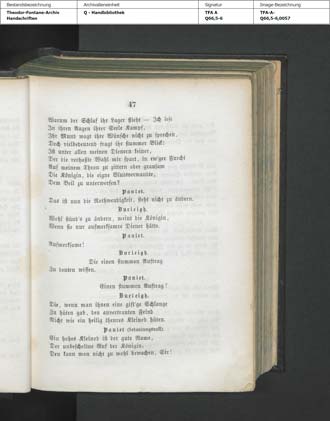 Bestandsbezeichnung
Archivalieneinheit
Signatur
Image-Bezeichnung
Theodor-Fontane-Archiv
Handschriften
Q - Handbibliothek
TFA A
Q66,5-6
TFA-A-
Q66,5-6,0057
47
Warum der Schlaf ihr Lager flieht — Ich les'
In ihren Augen ihrer Seele Kampf,
Ihr Mund wagt ihre Wünsche nicht zu sprechen,
Doch vielbedeutend fragt ihr stummer Blick:
Ist unter allen meinen Dienern keiner,
Der die verhaßte Wahl mir spart, in ew'ger Furcht
Auf meinem Thron zu zittern oder grausam
Die Königin, die eigne Blutsverwandte,
Dem Beil zu unterwerfen?
Paulet.
Das ist nun die Nothwendigkeit, steht nicht zu ändern.
Burleigh.
Wohl stünd's zu ändern, meint die Königin,
Wenn sie nur aufmerksamre Diener hätte.
Paulet.
Aufmerksame!
Burleigh.
Die einen stummen Auftrag
Zu deuten wissen.
Paulet.
Einen stummen Auftrag!
Burleigh.
Die, wenn man ihnen eine gift'ge Schlange
Zu hüten gab, den anvertrauten Feind
Nicht wie ein heilig theures Kleinod hüten.
Paulet (bedeutungsvoll).
Ein hohes Kleinod ist der gute Name,
Der unbescholtne Ruf der Königin,
Den kann man nicht zu wohl bewachen, Sir!